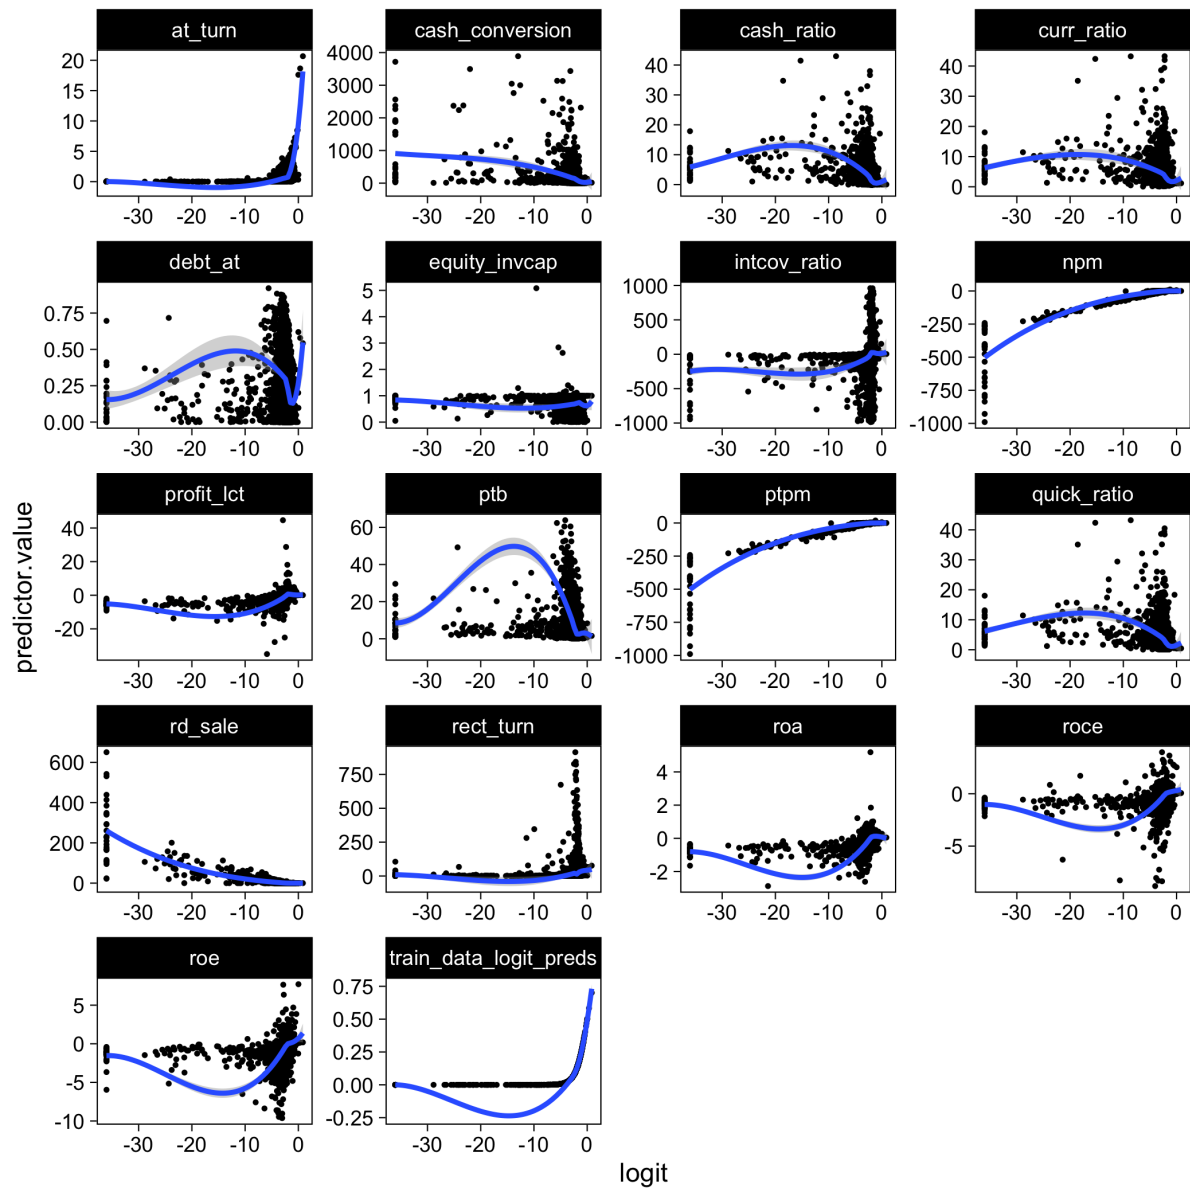 at_turn
cash_conversion
cash_ratio
curr_ratio
20
15
10
5
0
-30 -20 -10 0
4000
3000
2000
1000
0
-30 -20 -10 0
40
30
20
10
0
-30 -20 -10 0
40
30
20
10
0
-30 -20 -10 0
debt_at
equity_invcap
intcov_ratio
npm
0.75
0.50
0.25
0.00
-30 -20 -10 0
5
4
3
2
1
0
-30 -20 -10 0
1000
500
0
-500
-1000
-30 -20 -10 0
0
-250
-500
-750
-1000
-30 -20 -10 0
predictor.value
profit_lct
ptb
ptpm
quick_ratio
40
20
0
-20
-30 -20 -10 0
60
40
20
0
-30 -20 -10 0
0
-250
-500
-750
-1000
-30 -20 -10 0
40
30
20
10
0
-30 -20 -10 0
rd_sale
rect_turn
roa
roce
600
400
200
0
-30 -20 -10 0
750
500
250
0
-30 -20 -10 0
4
2
0
-2
-30 -20 -10 0
0
-5
-30 -20 -10 0
roe
train_data_logit_preds
5
0
-5
-10
-30 -20 -10 0
0.75
0.50
0.25
0.00
-0.25
-30 -20 -10 0
logit